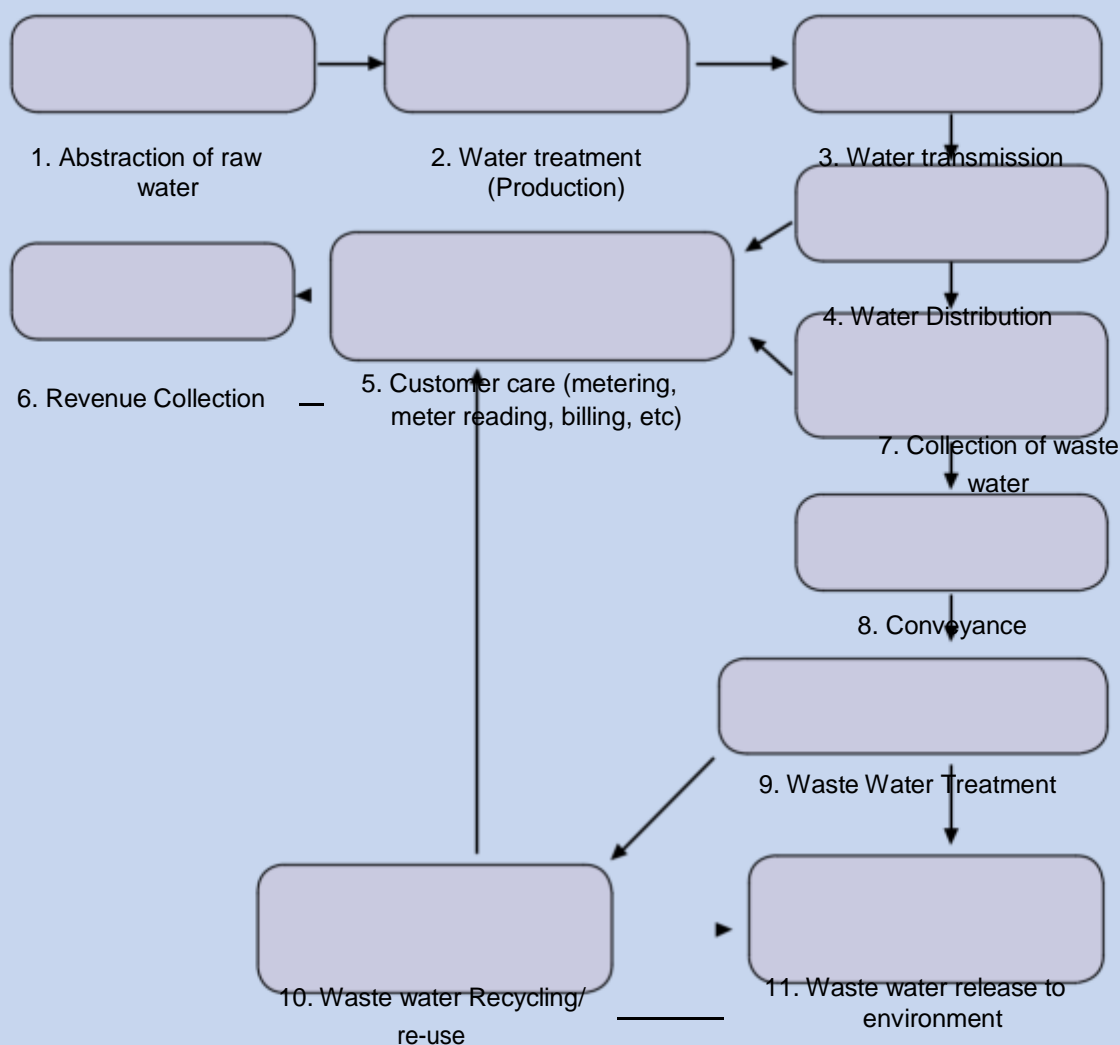 1. Abstraction of raw
water
2. Water treatment
(Production)
3. Water transmission
4. Water Distribution
5. Customer care (metering,
meter reading, billing, etc)
6. Revenue Collection
7. Collection of waste
water
8. Conveyance
9. Waste Water Treatment
10. Waste water Recycling/
re-use
11. Waste water release to
environment